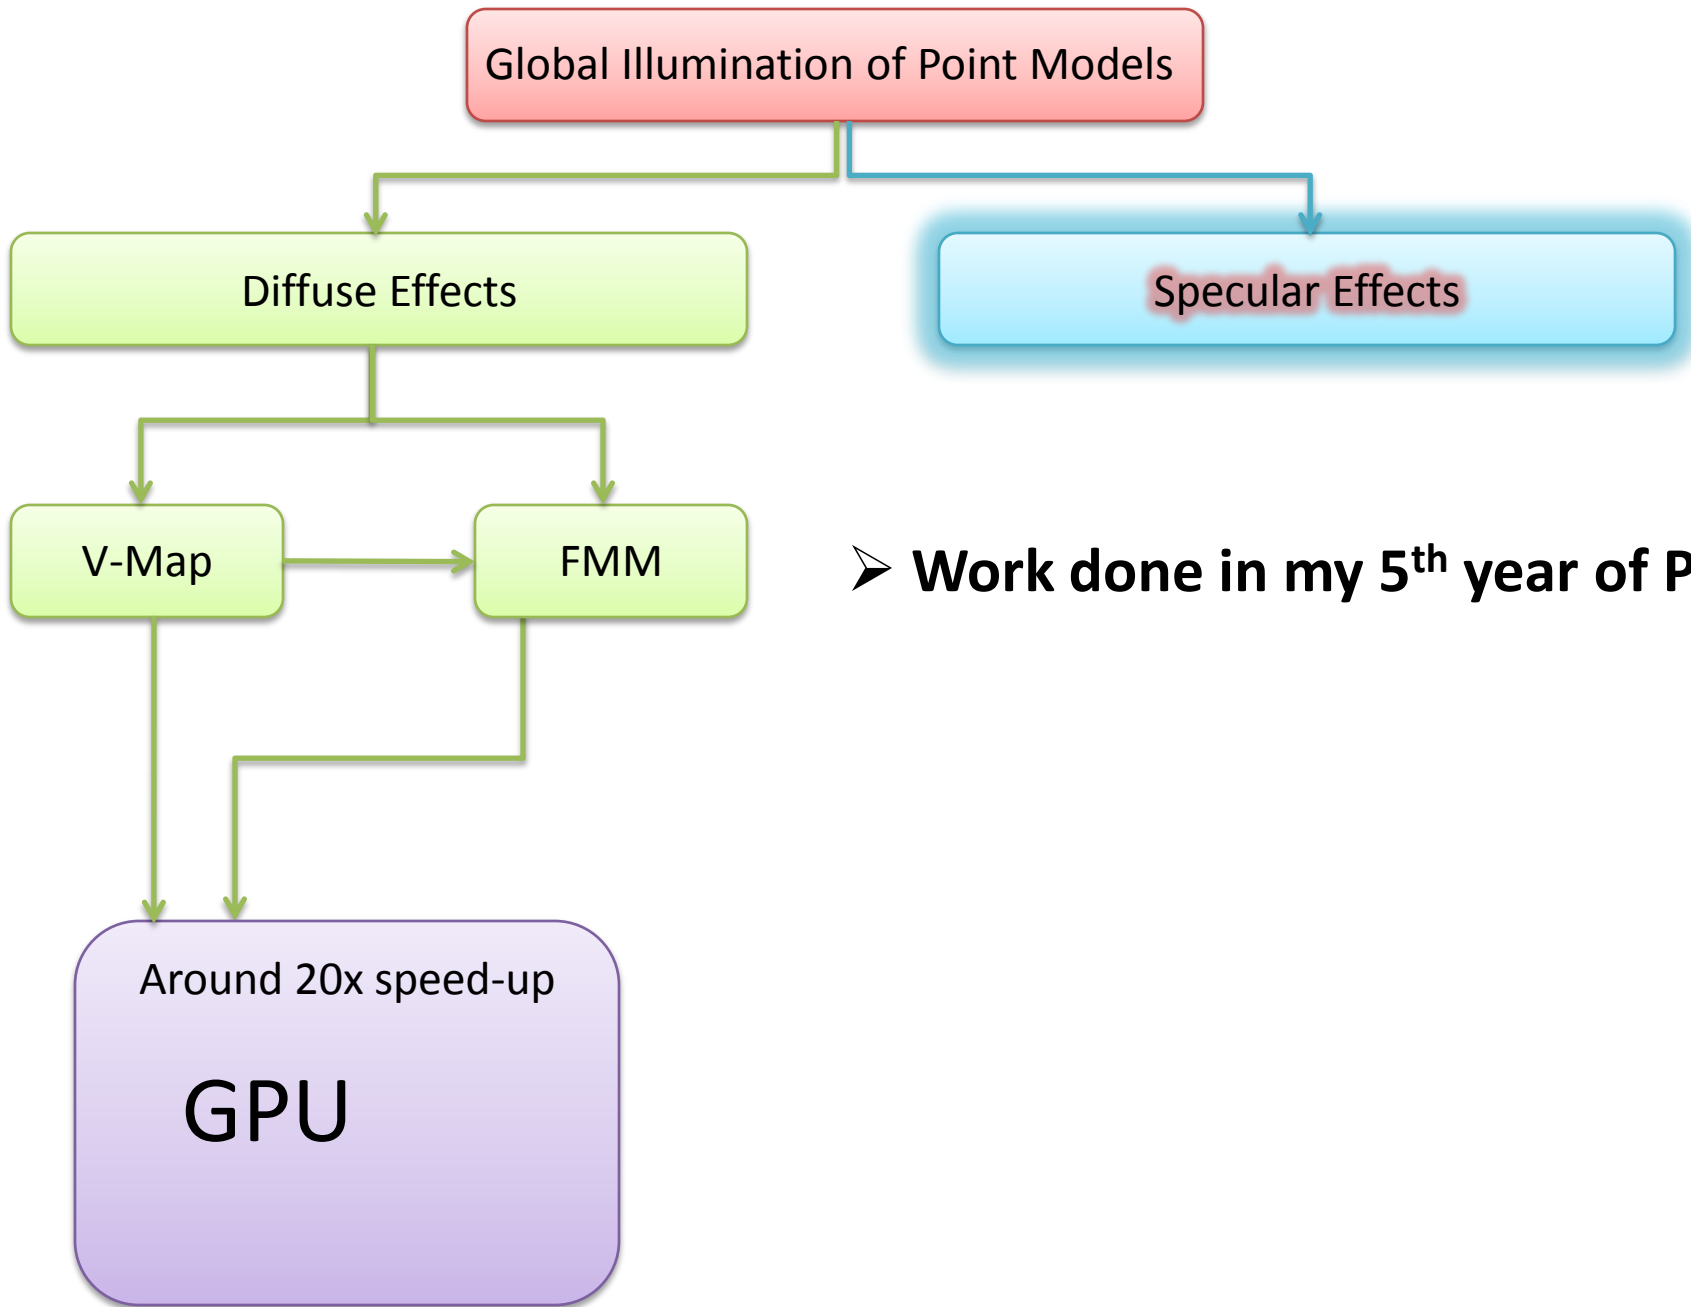 Global Illumination of Point Models
Diffuse Effects
Specular Effects
V-Map
FMM
➢ Work done in my 5th year of P
Around 20x speed-up
GPU